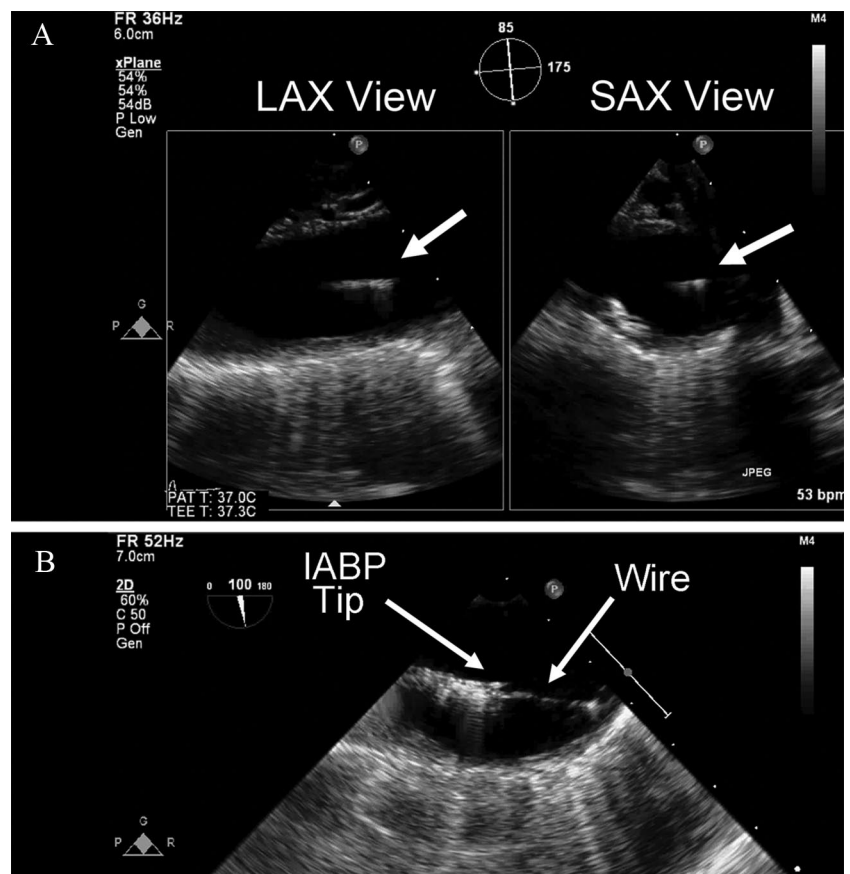 A
FR 36Hz
6.0cm
xPlane
54%
54%
54dB
P Low
Gen
85
175
M4
LAX View
SAX View
P
P
G
P R
JPEG
PAT T: 37.0C
TEE T: 37.3C
53 bpm
B
FR 52Hz
7.0cm
2D
60%
C 50
P Off
Gen
0 100 180
M4
IABP
Tip
Wire
P
G
P R